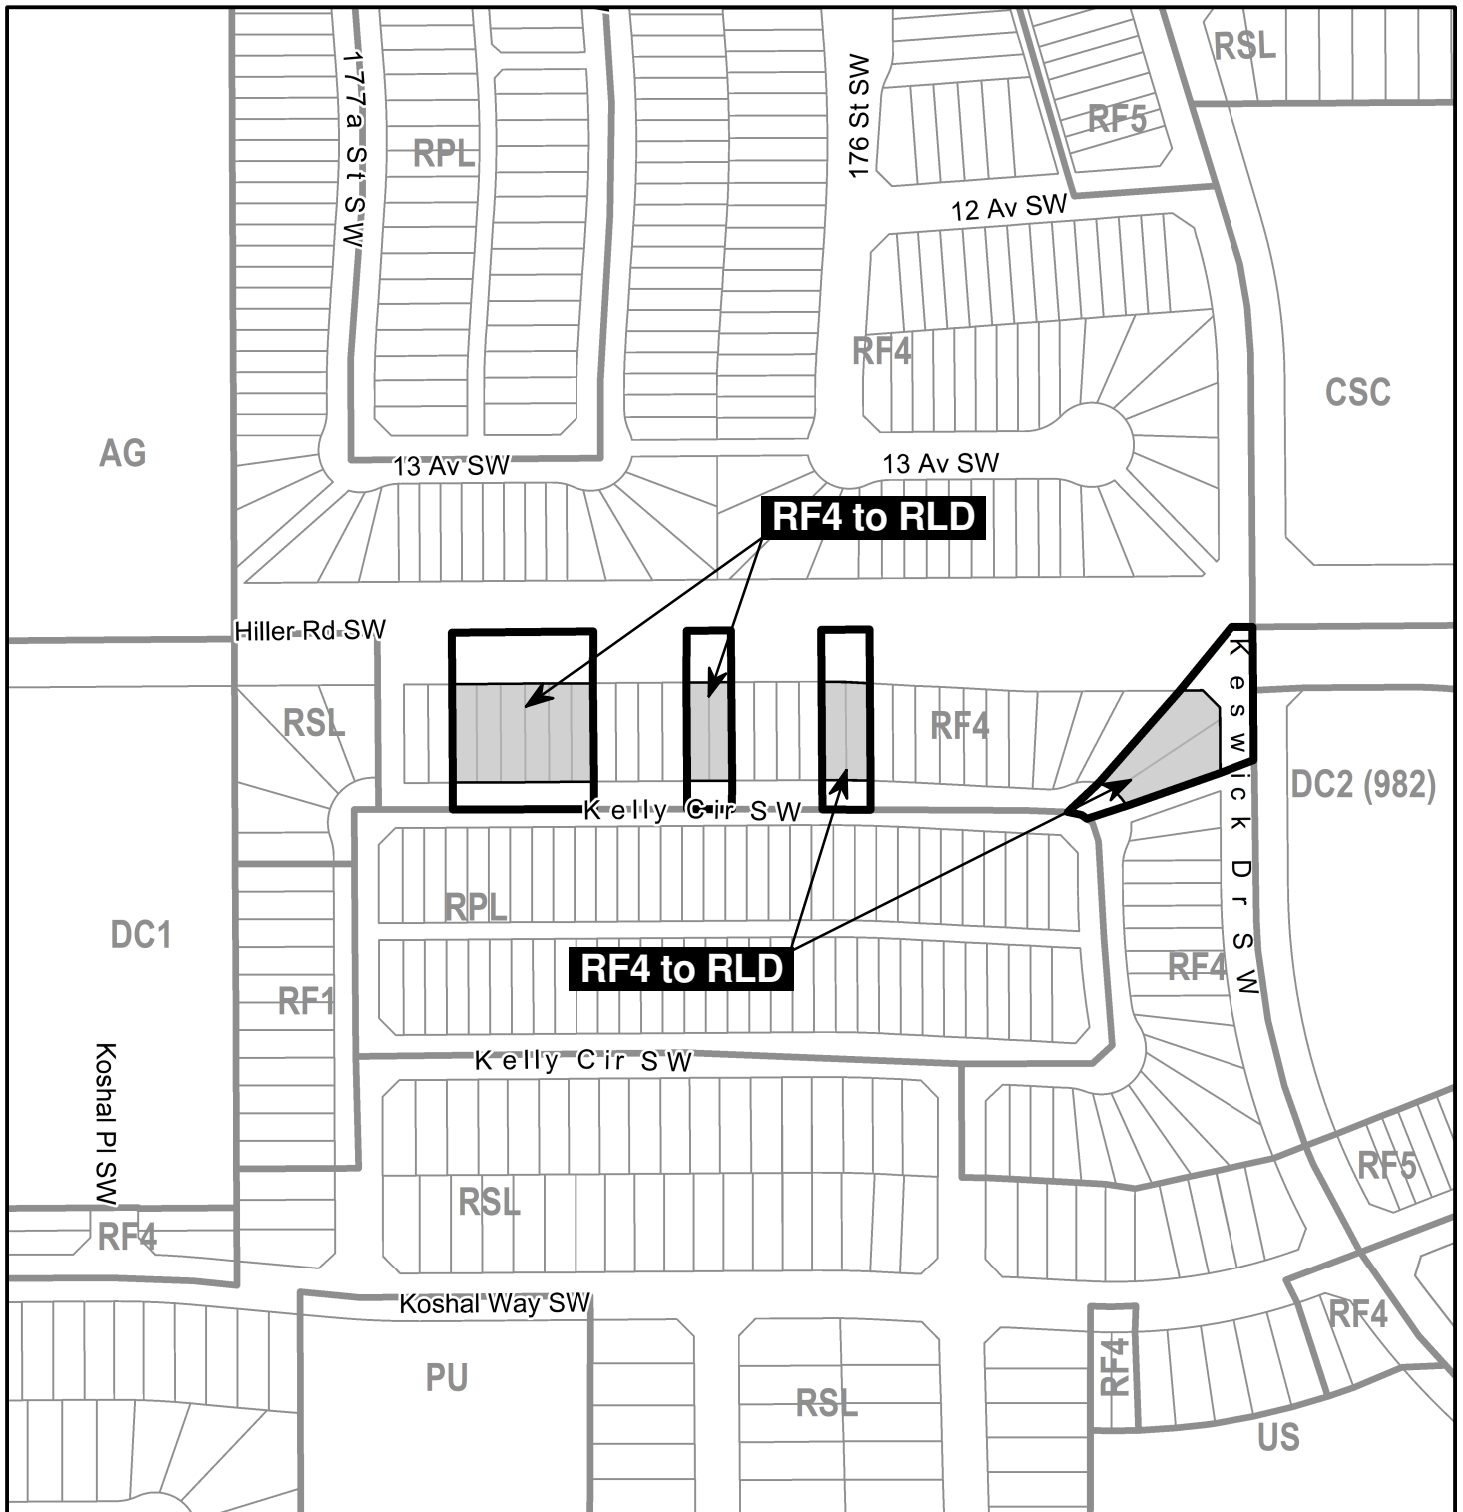 RSL
177a St SW
176 St SW
RF5
RPL
12 Av SW
RF4
CSC
AG
13 Av SW
13 Av SW
RF4 to RLD
Hiller Rd SW
Keswick Dr SW
RSL
RF4
DC2 (982)
Kelly Cir SW
RPL
DC1
RF4 to RLD
RF4
RF1
Kelly Cir SW
Koshal Pl SW
RF5
RSL
RF4
Koshal Way SW
RF4
RF4
PU
RSL
US